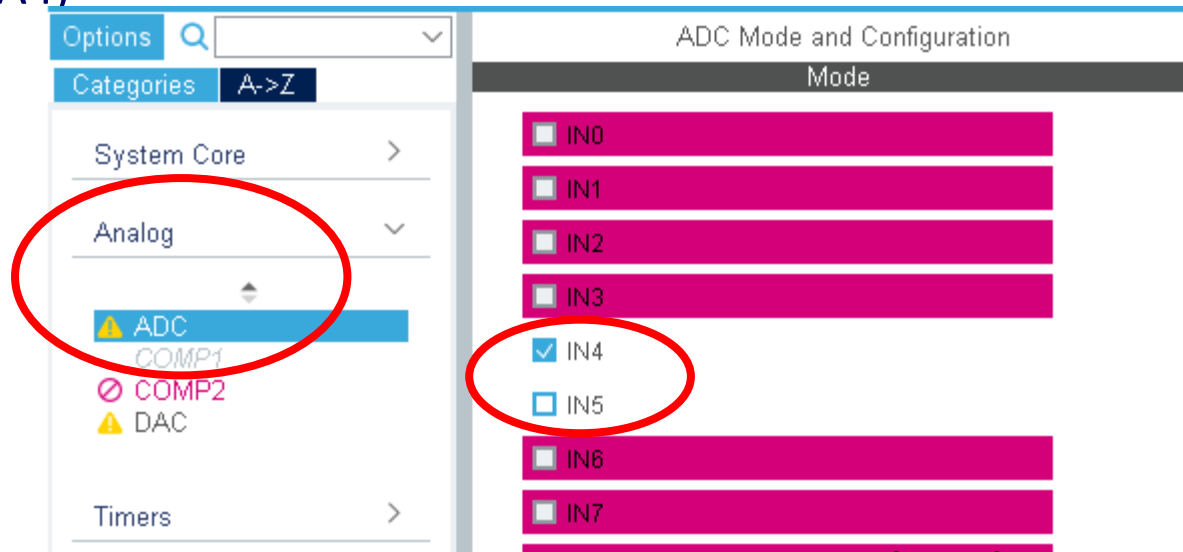 Options
Categories A->Z
System Core
Analog
ADC
COMP1
COMP2
DAC
Timers
ADC Mode and Configuration
Mode
IN0
IN1
IN2
IN3
IN4
IN5
IN6
IN7